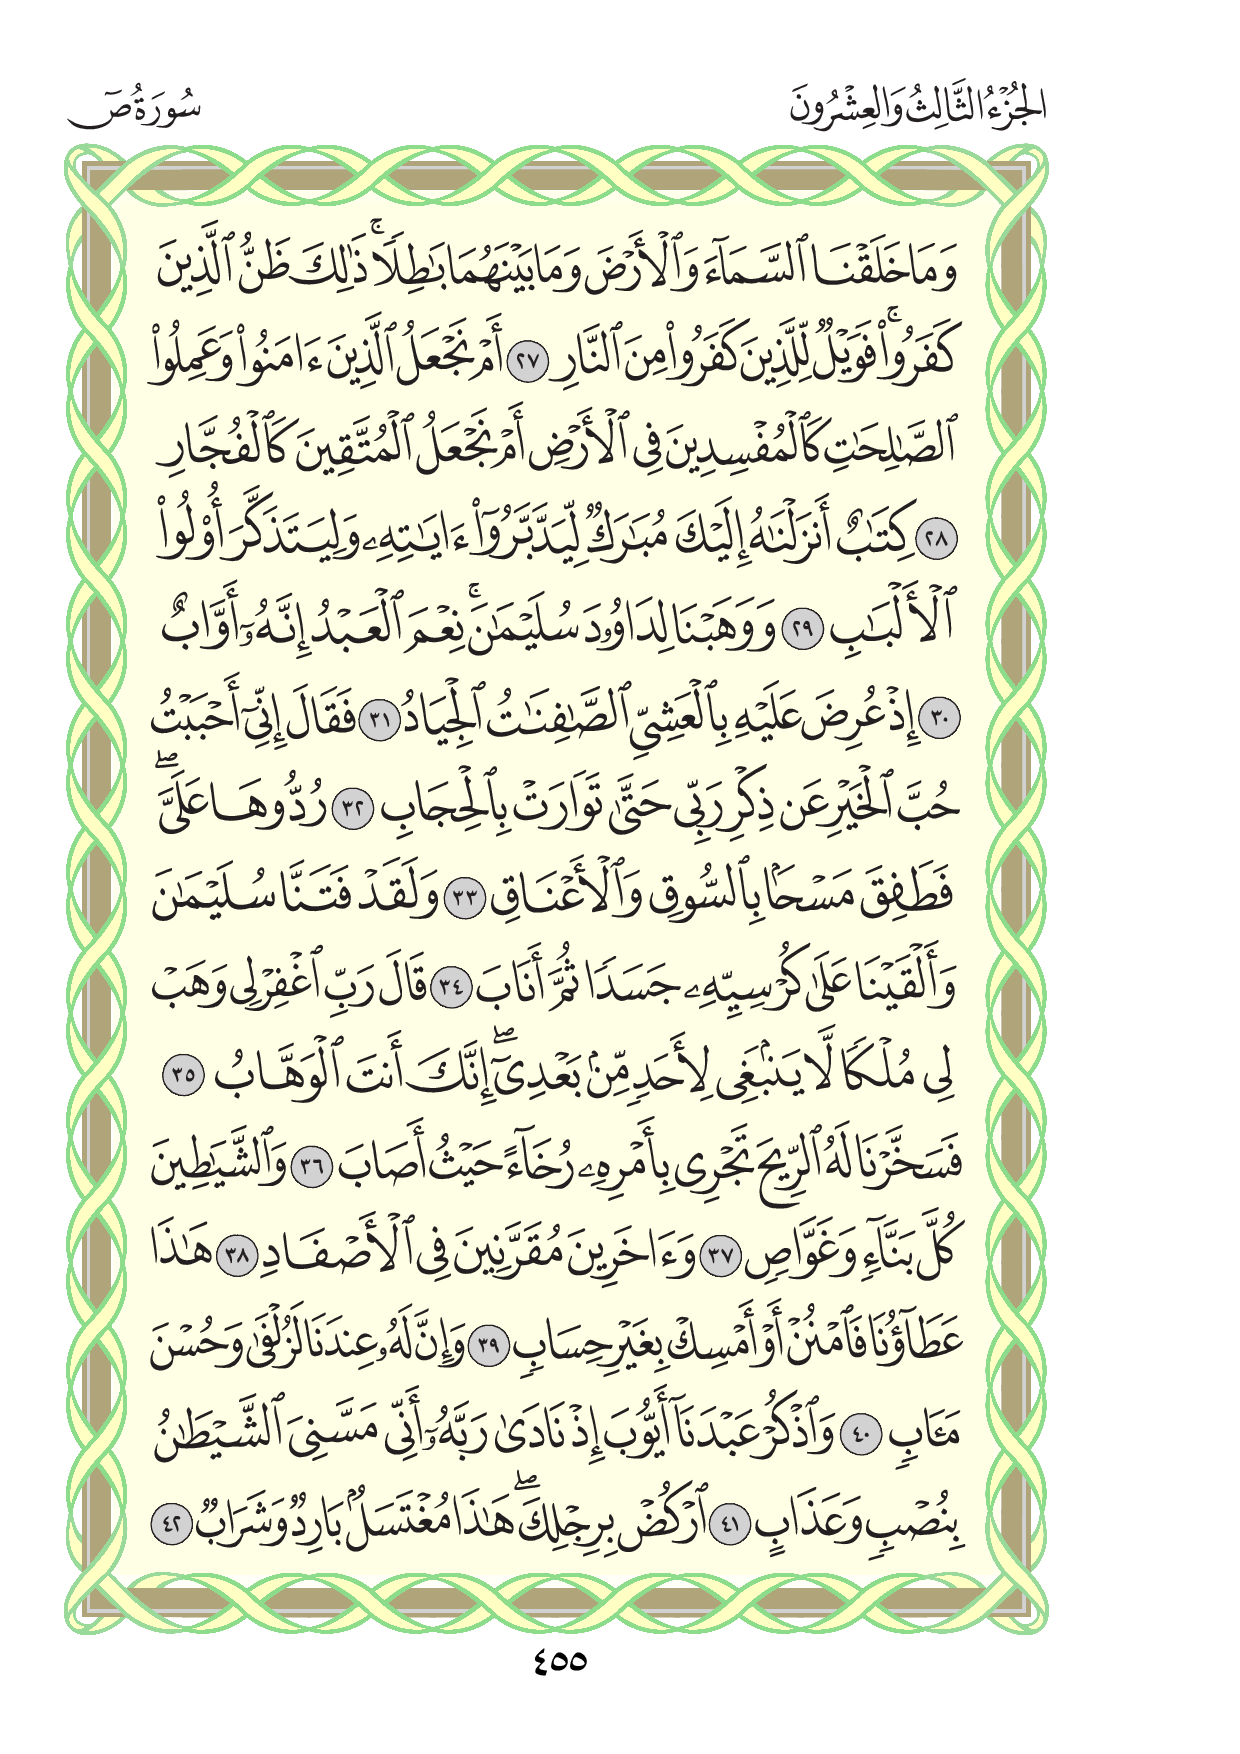 الجُزْءُ الثَّالِثُ وَالعِشْرُونَ
سُورَةُ صٓ
وَمَا خَلَقْنَا ٱلسَّمَآءَ وَٱلْأَرْضَ وَمَا بَيْنَهُمَا بَٰطِلًاۚ ذَٰلِكَ ظَنُّ ٱلَّذِينَ
كَفَرُوا۟ۚ فَوَيْلٌ لِّلَّذِينَ كَفَرُوا۟ مِنَ ٱلنَّارِ ٢٧ أَمْ نَجْعَلُ ٱلَّذِينَ ءَامَنُوا۟ وَعَمِلُوا۟
ٱلصَّٰلِحَٰتِ كَٱلْمُفْسِدِينَ فِى ٱلْأَرْضِ أَمْ نَجْعَلُ ٱلْمُتَّقِينَ كَٱلْفُجَّارِ
٢٨ كِتَٰبٌ أَنزَلْنَٰهُ إِلَيْكَ مُبَٰرَكٌ لِّيَدَّبَّرُوٓا۟ ءَايَٰتِهِۦ وَلِيَتَذَكَّرَ أُو۟لُوا۟
ٱلْأَلْبَٰبِ ٢٩ وَوَهَبْنَا لِدَاوُۥدَ سُلَيْمَٰنَۚ نِعْمَ ٱلْعَبْدُ إِنَّهُۥٓ أَوَّابٌ
٣٠ إِذْ عُرِضَ عَلَيْهِ بِٱلْعَشِىِّ ٱلصَّٰفِنَٰتُ ٱلْجِيَادُ ٣١ فَقَالَ إِنِّىٓ أَحْبَبْتُ
حُبَّ ٱلْخَيْرِ عَن ذِكْرِ رَبِّى حَتَّىٰ تَوَارَتْ بِٱلْحِجَابِ ٣٢ رُدُّوهَا عَلَىَّۖ
فَطَفِقَ مَسْحًۢا بِٱلسُّوقِ وَٱلْأَعْنَاقِ ٣٣ وَلَقَدْ فَتَنَّا سُلَيْمَٰنَ
وَأَلْقَيْنَا عَلَىٰ كُرْسِيِّهِۦ جَسَدًا ثُمَّ أَنَابَ ٣٤ قَالَ رَبِّ ٱغْفِرْ لِى وَهَبْ
لِى مُلْكًا لَّا يَنۢبَغِى لِأَحَدٍ مِّنۢ بَعْدِىٓۖ إِنَّكَ أَنتَ ٱلْوَهَّابُ ٣٥
فَسَخَّرْنَا لَهُ ٱلرِّيحَ تَجْرِى بِأَمْرِهِۦ رُخَآءً حَيْثُ أَصَابَ ٣٦ وَٱلشَّيَٰطِينَ
كُلَّ بَنَّآءٍ وَغَوَّاصٍ ٣٧ وَءَاخَرِينَ مُقَرَّنِينَ فِى ٱلْأَصْفَادِ ٣٨ هَٰذَا
عَطَآؤُنَا فَٱمْنُنْ أَوْ أَمْسِكْ بِغَيْرِ حِسَابٍ ٣٩ وَإِنَّ لَهُۥ عِندَنَا لَزُلْفَىٰ وَحُسْنَ
مَـَٔابٍ ٤٠ وَٱذْكُرْ عَبْدَنَآ أَيُّوبَ إِذْ نَادَىٰ رَبَّهُۥٓ أَنِّى مَسَّنِىَ ٱلشَّيْطَٰنُ
بِنُصْبٍ وَعَذَابٍ ٤١ ٱرْكُضْ بِرِجْلِكَۖ هَٰذَا مُغْتَسَلٌۢ بَارِدٌ وَشَرَابٌ ٤٢
٤٥٥